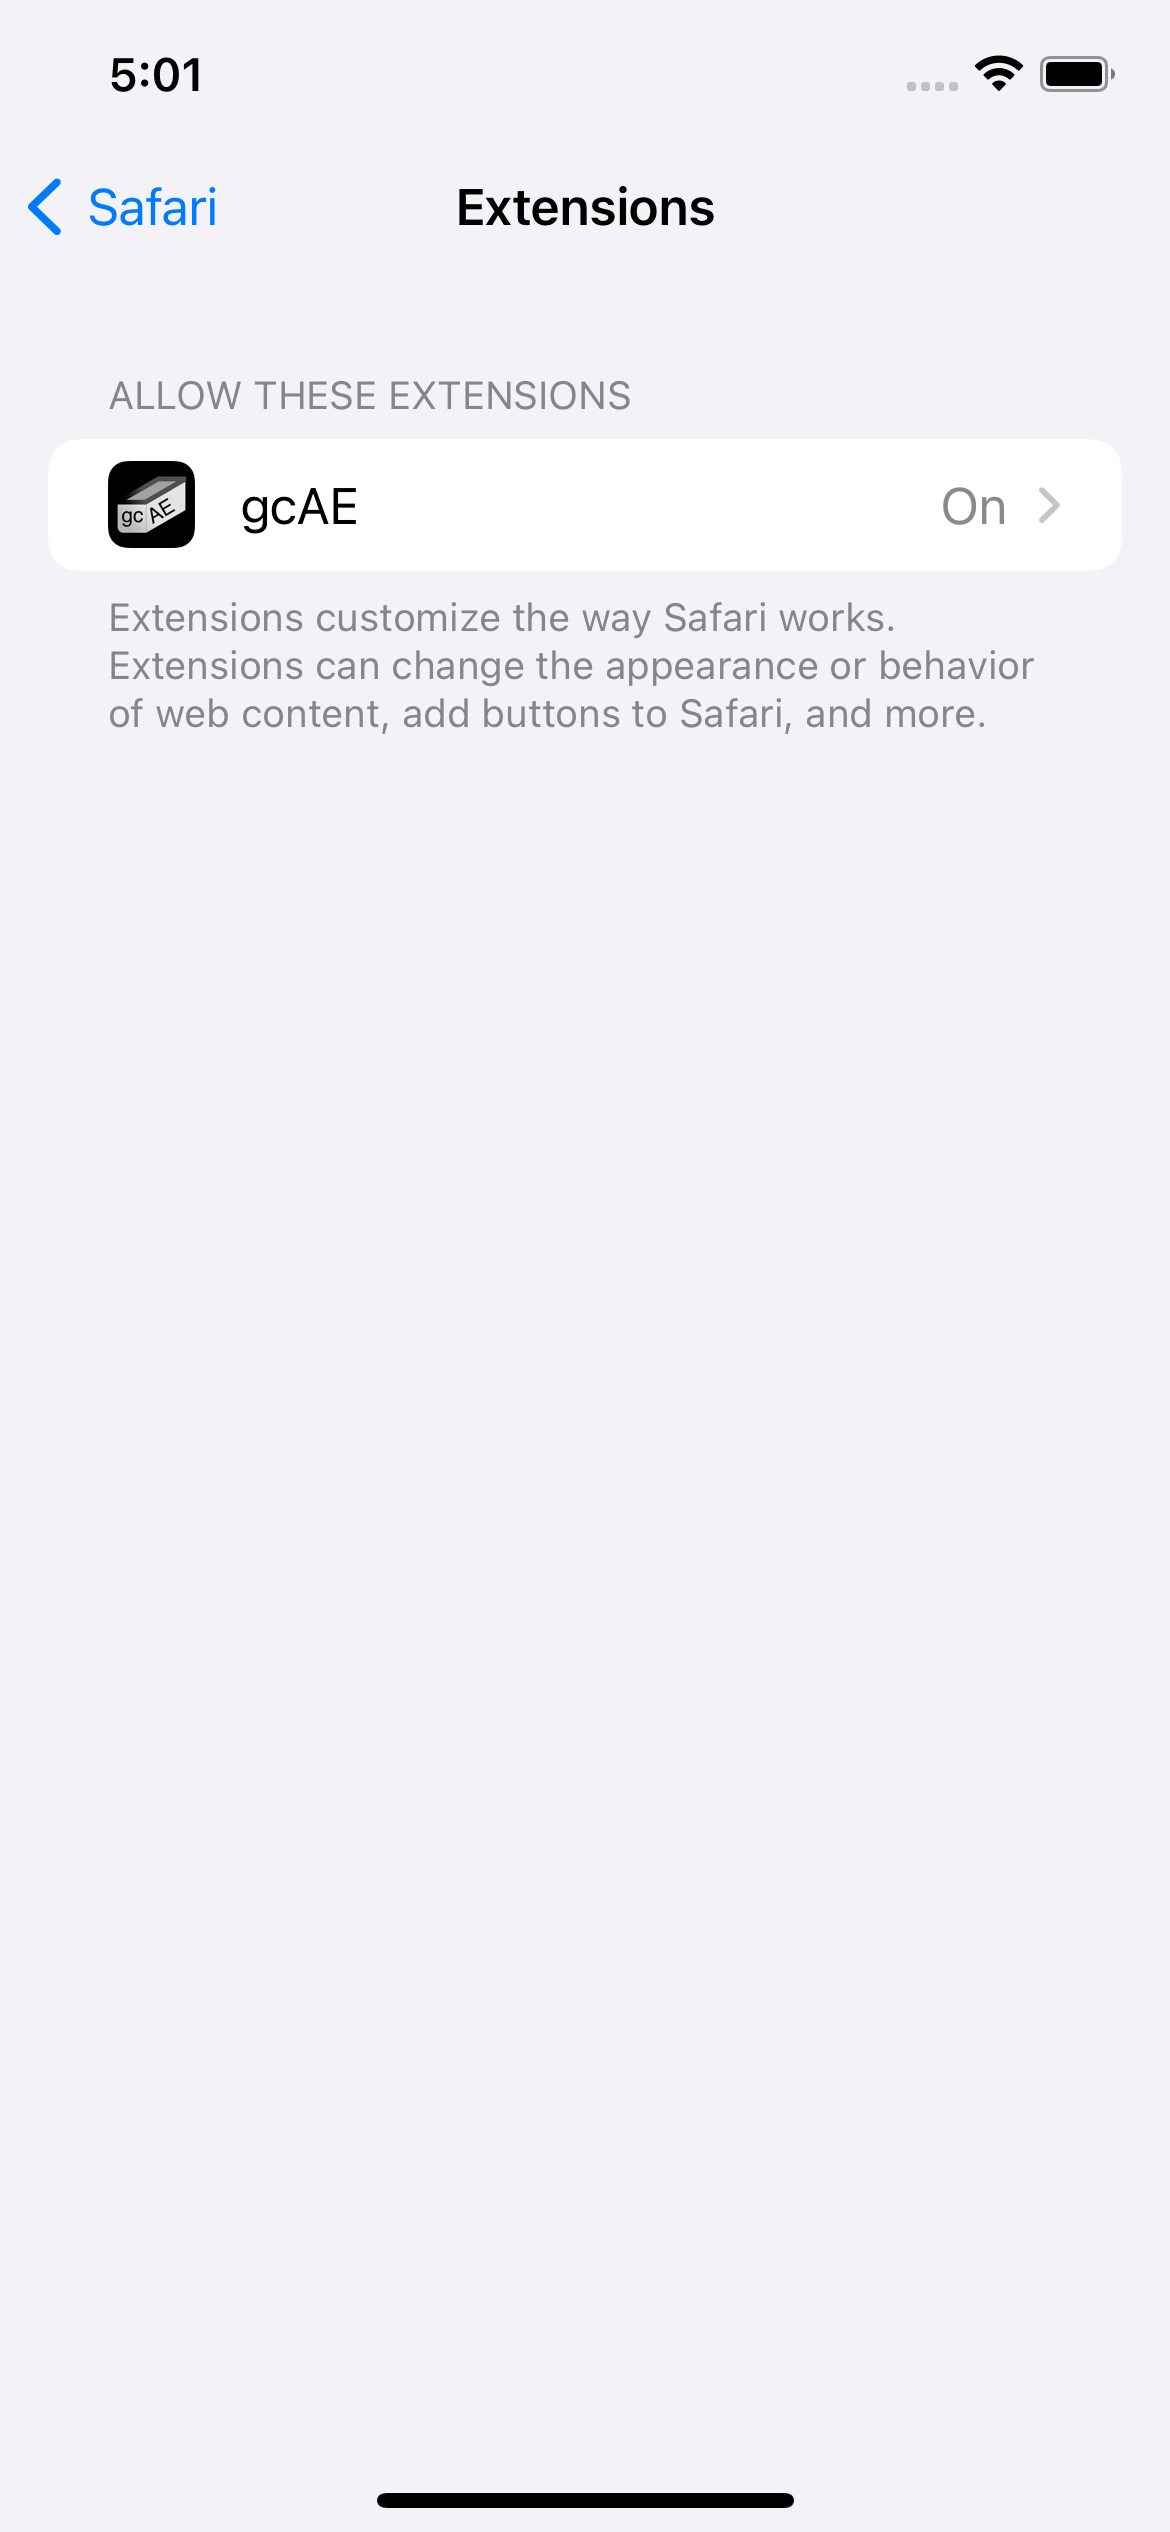 5:01
Safari
Extensions
ALLOW THESE EXTENSIONS
gc AE
gcAE
On
Extensions customize the way Safari works.
Extensions can change the appearance or behavior
of web content, add buttons to Safari, and more.